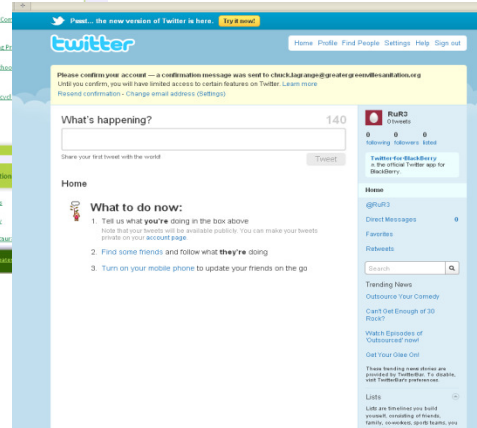 Pssst... the new version of Twitter is here. Try it now!
twitter
Home Profile Find People Settings Help Sign out
Please confirm your account — a confirmation message was sent to chuck.lagrange@greatergreenvillesanitation.org
Until you confirm, you will have limited access to certain features on Twitter. Learn more
Resend confirmation - Change email address (Settings)
What's happening? 140
Share your first tweet with the world! Tweet
Home
What to do now:
1. Tell us what you're doing in the box above
Note that your tweets will be available publicly. You can make your tweets
private on your account page.
2. Find some friends and follow what they're doing
3. Turn on your mobile phone to update your friends on the go
RuR3
0 tweets
0 0 0
following followers listed
Twitter for BlackBerry
is the official Twitter app for
BlackBerry.
Home
@RuR3
Direct Messages 0
Favorites
Retweets
Search
Trending News
Outsource Your Comedy
Can't Get Enough of 30
Rock?
Watch Episodes of
'Outsourced' now!
Get Your Glee On!
These trending news stories are
provided by TwitterBar. To disable,
visit TwitterBar's preferences.
Lists
Lists are timelines you build
yourself, consisting of friends,
family, co-workers, sports teams, you